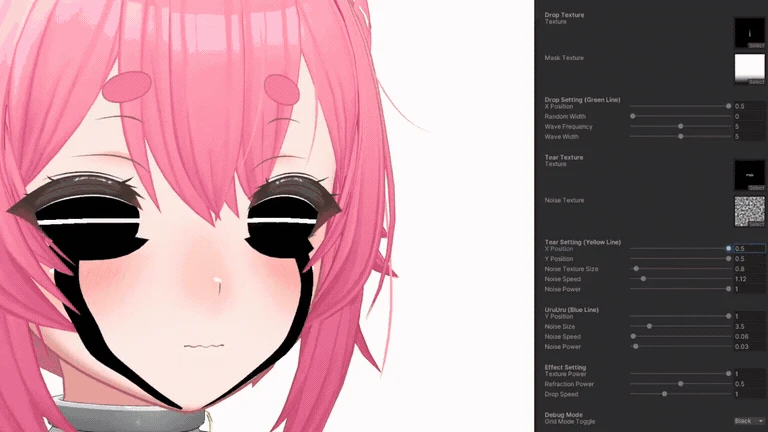 Drop Texture
Texture
Select
Mask Texture
Select
Drop Setting (Green Line)
X Position 0.5
Random Width 0
Wave Frequency 5
Wave Width 5
Tear Texture
Texture
Select
Noise Texture
Select
Tear Setting (Yellow Line)
X Position 0.5
Y Position 0.5
Noise Texture Size 0.8
Noise Speed 1.12
Noise Power 1
UruUru (Blue Line)
Y Position 1
Noise Size 3.5
Noise Speed 0.06
Noise Power 0.03
Effect Setting
Texture Power 1
Refraction Power 0.5
Drop Speed 1
Debug Mode
Grid Mode Toggle Black